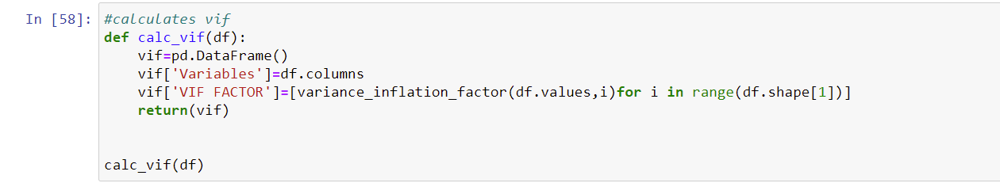 In [58]: #calculates vif
def calc_vif(df):
    vif=pd.DataFrame()
    vif['Variables']=df.columns
    vif['VIF FACTOR']=[variance_inflation_factor(df.values,i)for i in range(df.shape[1])]
    return(vif)
calc_vif(df)